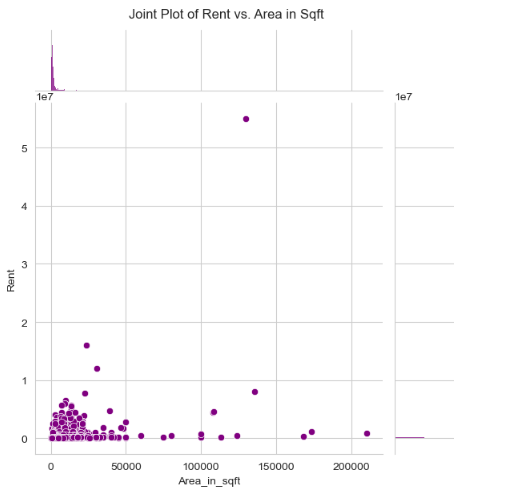 Joint Plot of Rent vs. Area in Sqft
1e7 1e7
5
4
3
2
1
0
Rent
0 50000 100000 150000 200000
Area_in_sqft